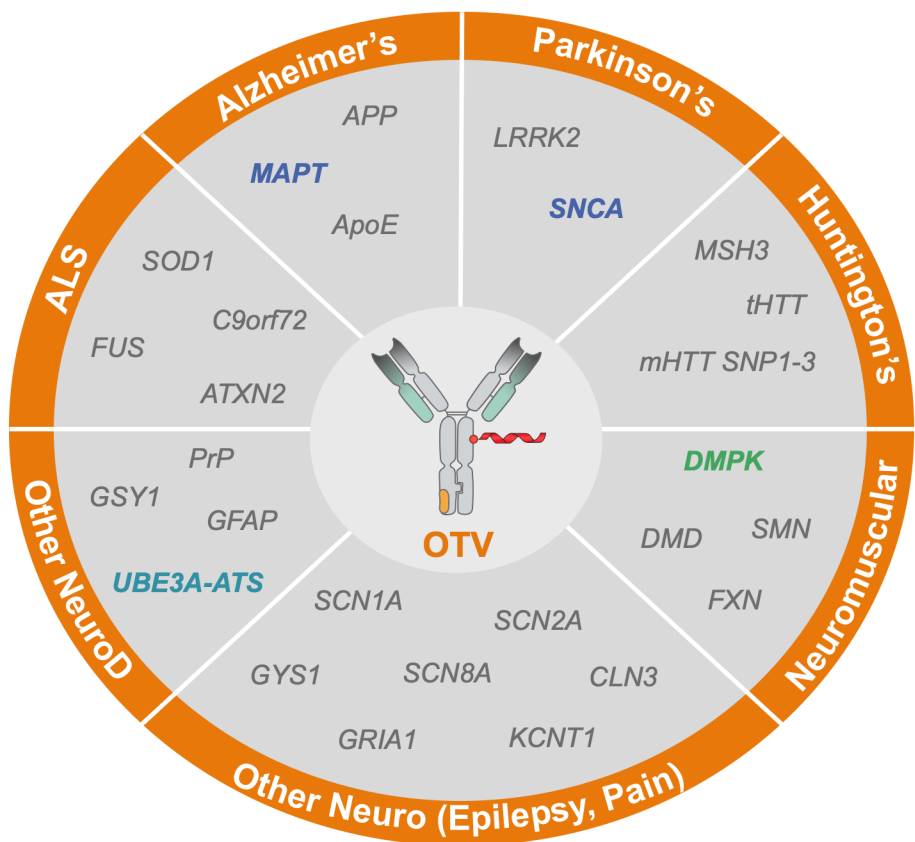 Alzheimer's
APP
MAPT
ApoE
Parkinson's
LRRK2
SNCA
Huntington's
MSH3
tHTT
mHTT SNP1-3
Neuromuscular
DMPK
DMD
SMN
FXN
Other Neuro (Epilepsy, Pain)
SCN1A
SCN2A
GYS1
SCN8A
CLN3
GRIA1
KCNT1
Other NeuroD
PrP
GSY1
GFAP
UBE3A-ATS
ALS
SOD1
C9orf72
FUS
ATXN2
OTV